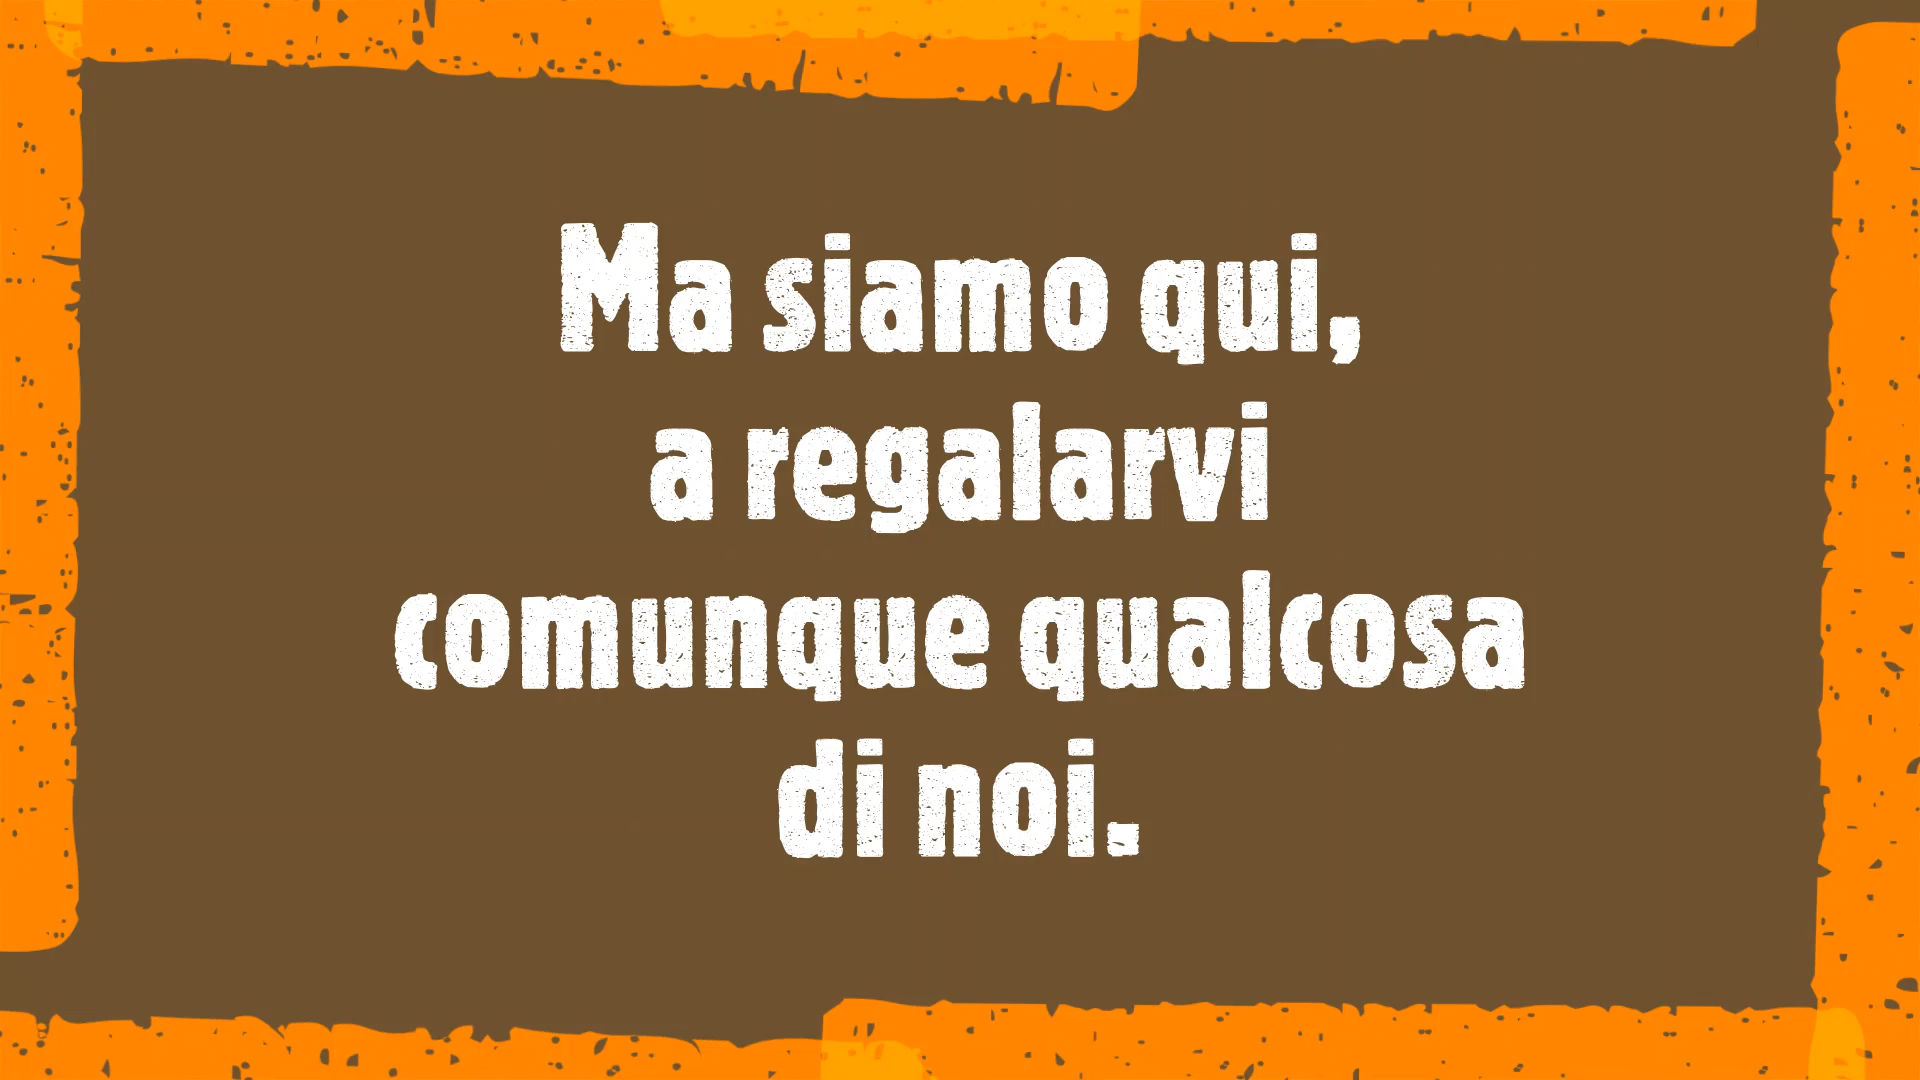 Ma siamo qui,
a regalarvi
comunque qualcosa
di noi.